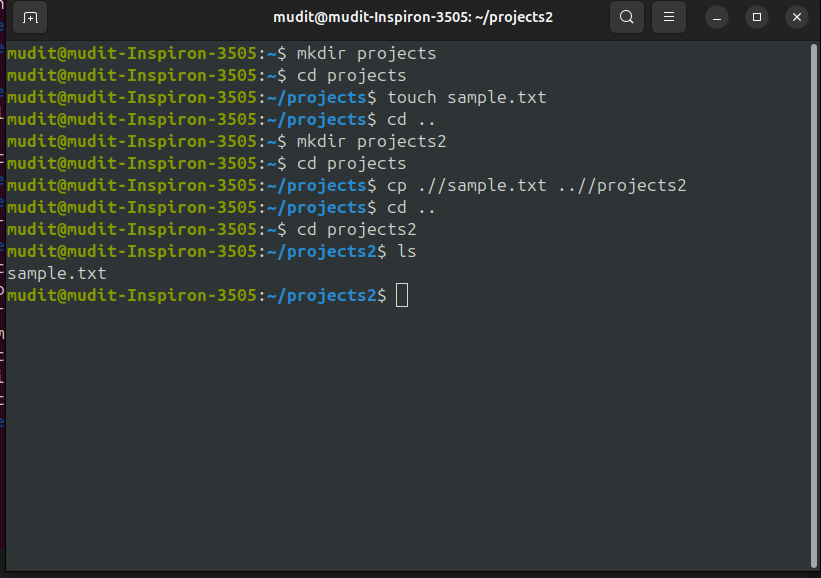 mudit@mudit-Inspiron-3505: ~/projects2
mudit@mudit-Inspiron-3505:~$ mkdir projects
mudit@mudit-Inspiron-3505:~$ cd projects
mudit@mudit-Inspiron-3505:~/projects$ touch sample.txt
mudit@mudit-Inspiron-3505:~/projects$ cd ..
mudit@mudit-Inspiron-3505:~$ mkdir projects2
mudit@mudit-Inspiron-3505:~$ cd projects
mudit@mudit-Inspiron-3505:~/projects$ cp .//sample.txt ..//projects2
mudit@mudit-Inspiron-3505:~/projects$ cd ..
mudit@mudit-Inspiron-3505:~$ cd projects2
mudit@mudit-Inspiron-3505:~/projects2$ ls
sample.txt
mudit@mudit-Inspiron-3505:~/projects2$